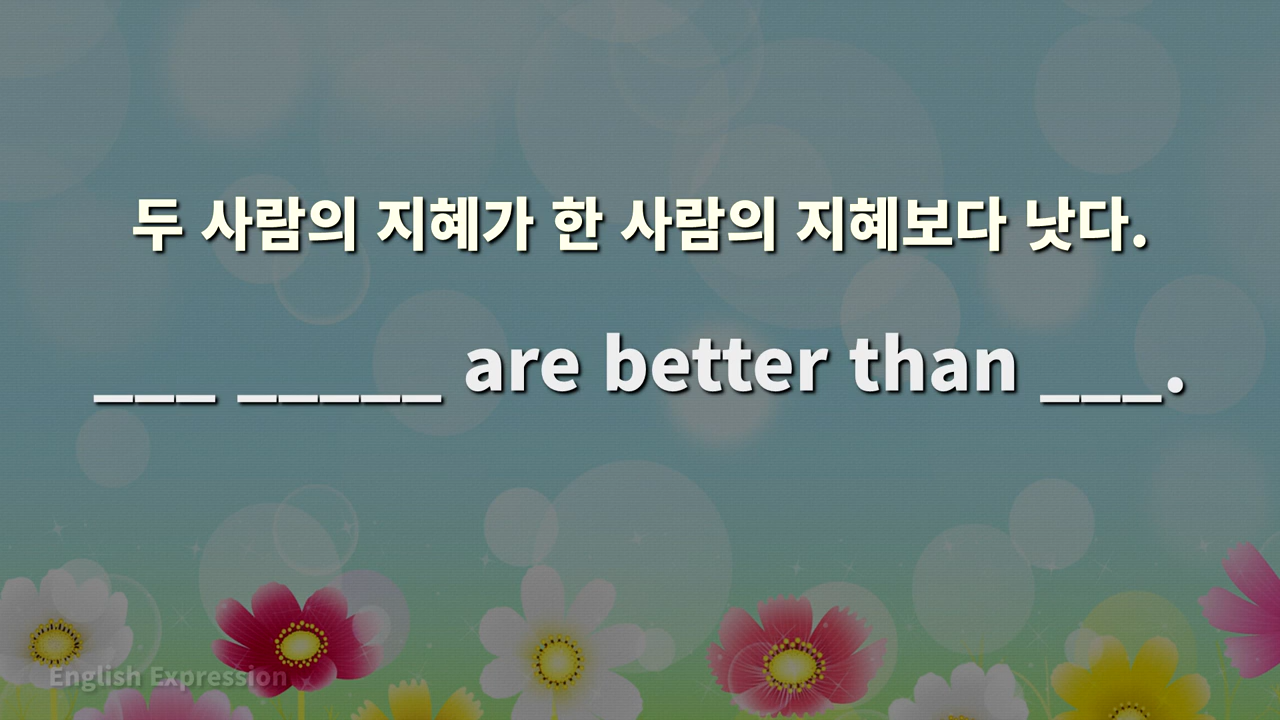 두 사람의 지혜가 한 사람의 지혜보다 낫다.
___ _____ are better than ___.
English Expression